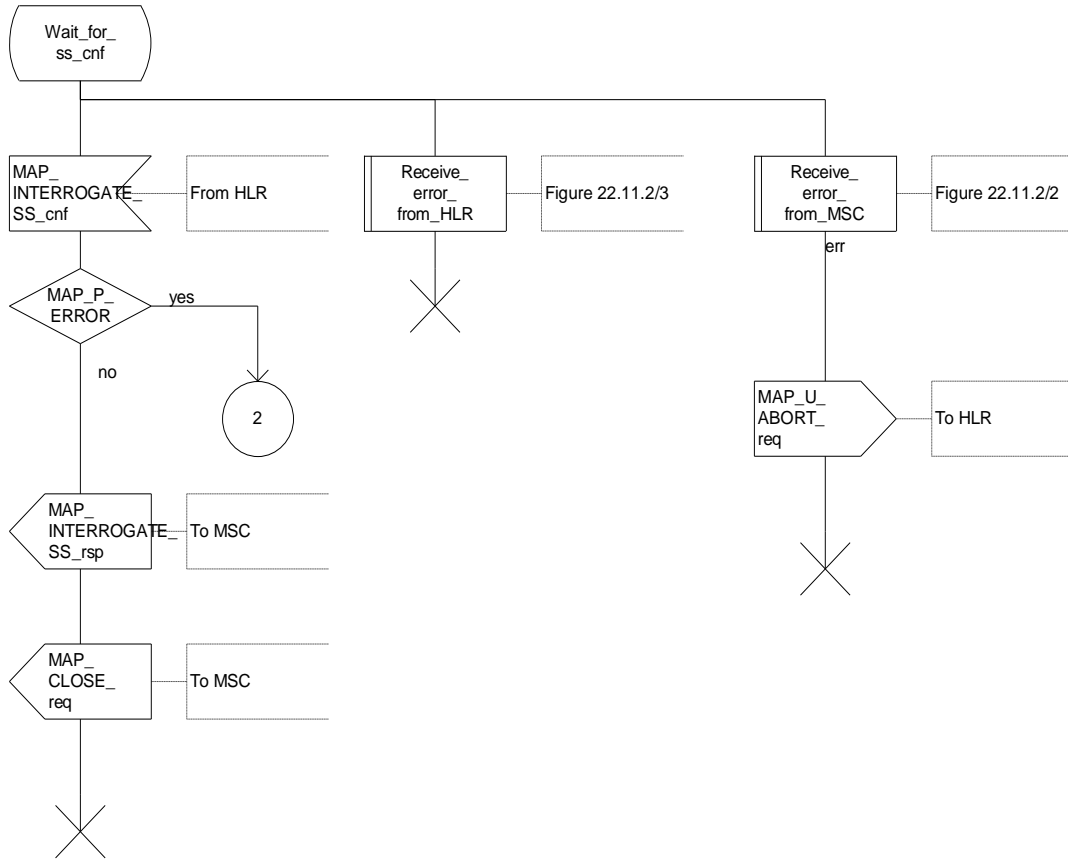 Wait_for_
ss_cnf
MAP_
INTERROGATE_
SS_cnf
From HLR
Receive_
error_
from_HLR
Figure 22.11.2/3
Receive_
error_
from_MSC
Figure 22.11.2/2
err
MAP_P_
ERROR
yes
no
2
MAP_U_
ABORT_
req
To HLR
MAP_
INTERROGATE_
SS_rsp
To MSC
MAP_
CLOSE_
req
To MSC